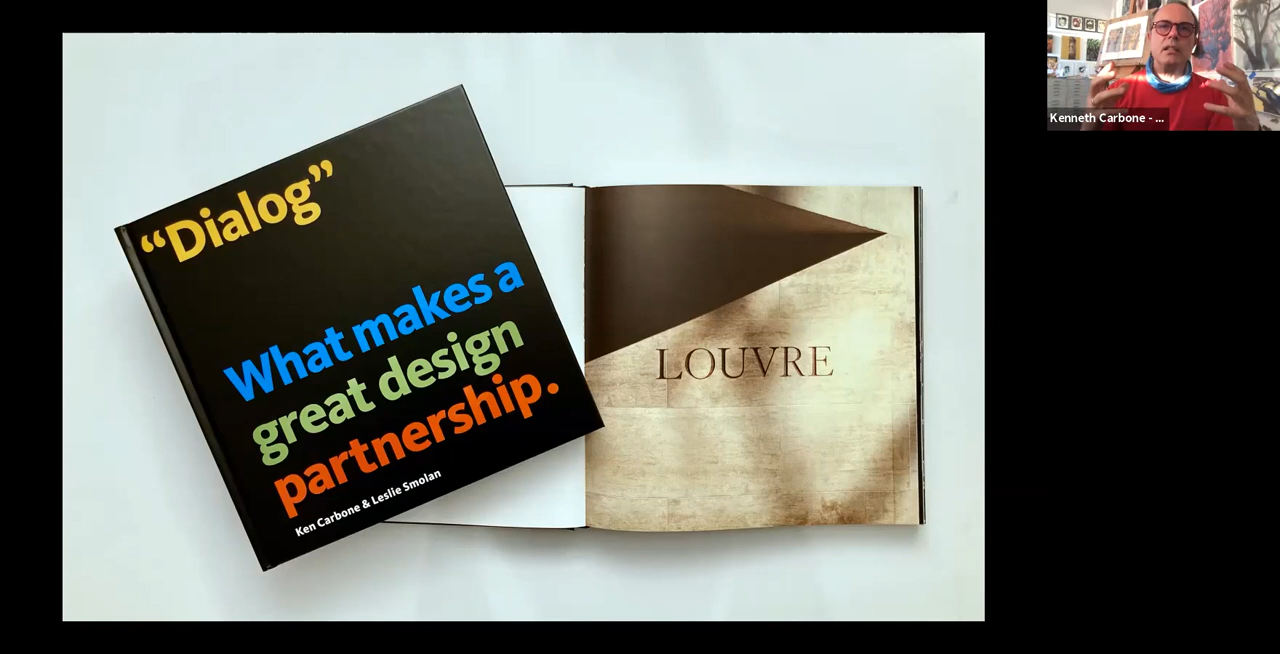 “Dialog”
What makes a
great design
partnership.
Ken Carbone & Leslie Smolan
LOUVRE
Kenneth Carbone - ...